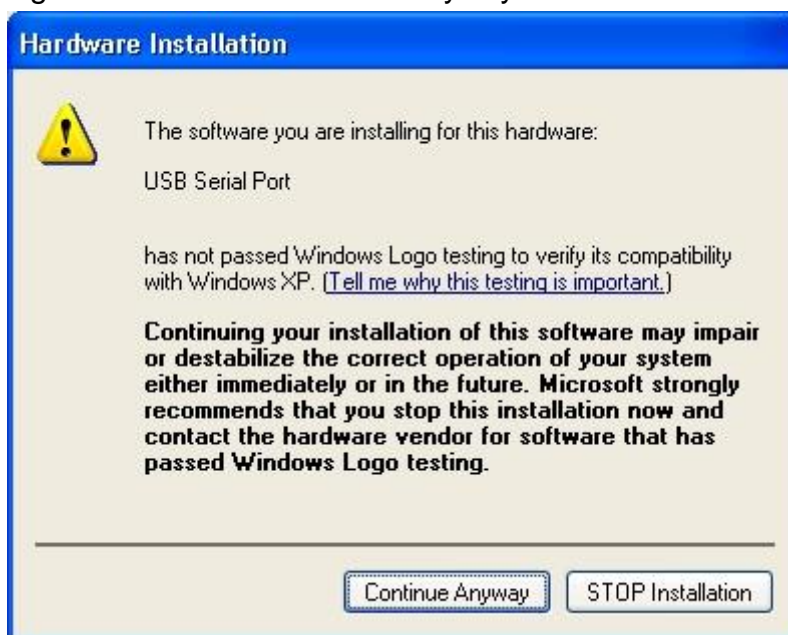 Hardware Installation
The software you are installing for this hardware:
USB Serial Port
has not passed Windows Logo testing to verify its compatibility
with Windows XP. (Tell me why this testing is important.)
Continuing your installation of this software may impair
or destabilize the correct operation of your system
either immediately or in the future. Microsoft strongly
recommends that you stop this installation now and
contact the hardware vendor for software that has
passed Windows Logo testing.
Continue Anyway STOP Installation